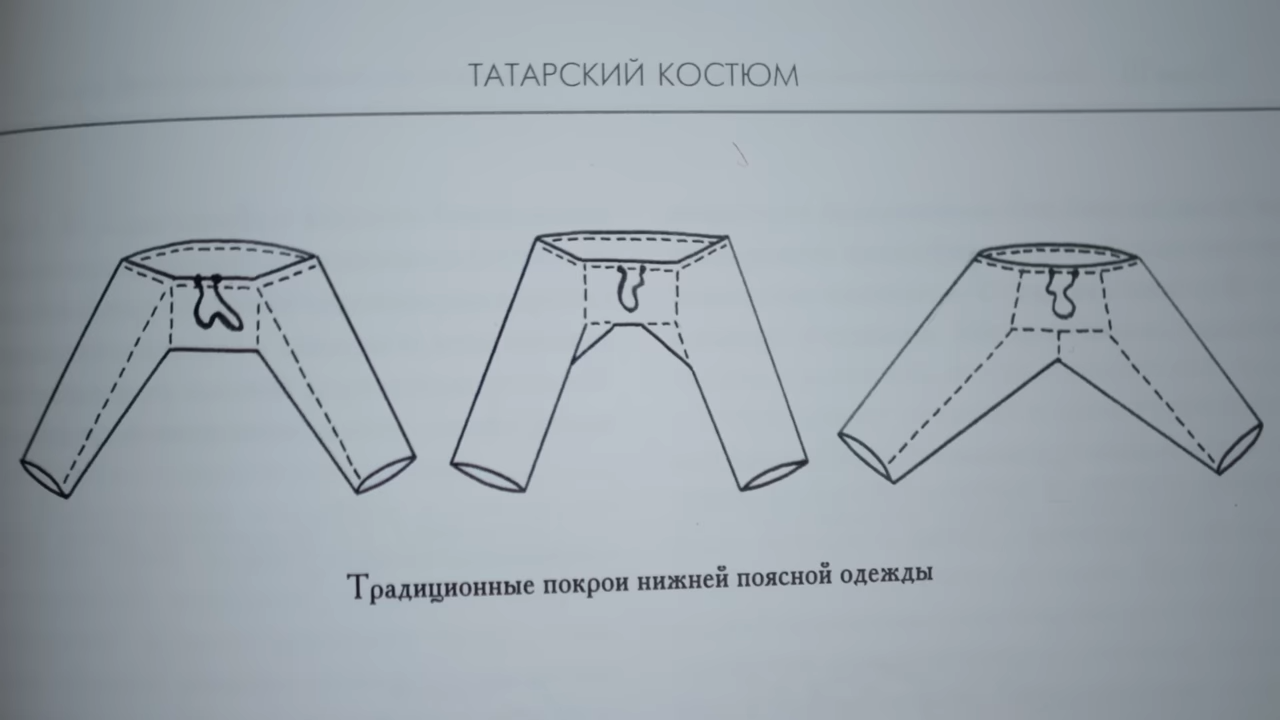 ТАТАРСКИЙ КОСТЮМ
Традиционные покрои нижней поясной одежды